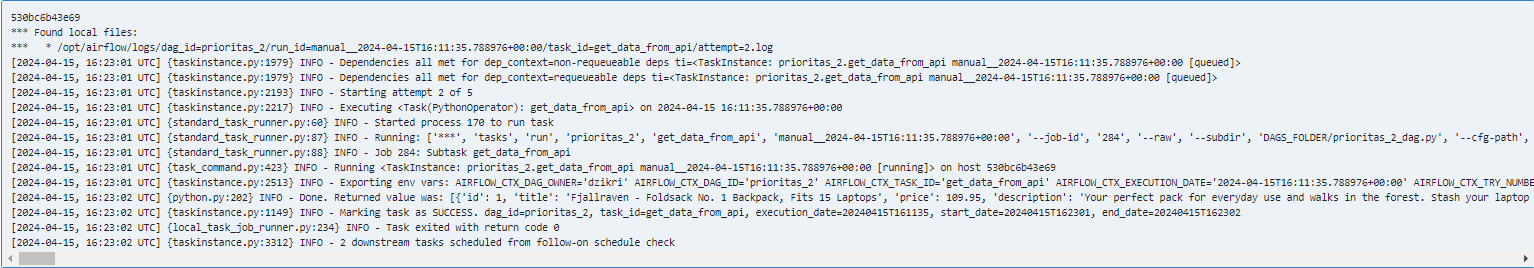 530bc6b43e69
*** Found local files:
***   * /opt/airflow/logs/dag_id=prioritas_2/run_id=manual__2024-04-15T16:11:35.788976+00:00/task_id=get_data_from_api/attempt=2.log
[2024-04-15, 16:23:01 UTC] {taskinstance.py:1979} INFO - Dependencies all met for dep_context=non-requeueable deps ti=<TaskInstance: prioritas_2.get_data_from_api manual__2024-04-15T16:11:35.788976+00:00 [queued]>
[2024-04-15, 16:23:01 UTC] {taskinstance.py:1979} INFO - Dependencies all met for dep_context=requeueable deps ti=<TaskInstance: prioritas_2.get_data_from_api manual__2024-04-15T16:11:35.788976+00:00 [queued]>
[2024-04-15, 16:23:01 UTC] {taskinstance.py:2193} INFO - Starting attempt 2 of 5
[2024-04-15, 16:23:01 UTC] {taskinstance.py:2217} INFO - Executing <Task(PythonOperator): get_data_from_api> on 2024-04-15 16:11:35.788976+00:00
[2024-04-15, 16:23:01 UTC] {standard_task_runner.py:60} INFO - Started process 170 to run task
[2024-04-15, 16:23:01 UTC] {standard_task_runner.py:87} INFO - Running: ['***', 'tasks', 'run', 'prioritas_2', 'get_data_from_api', 'manual__2024-04-15T16:11:35.788976+00:00', '--job-id', '284', '--raw', '--subdir', 'DAGS_FOLDER/prioritas_2_dag.py', '--cfg-path',
[2024-04-15, 16:23:01 UTC] {standard_task_runner.py:88} INFO - Job 284: Subtask get_data_from_api
[2024-04-15, 16:23:01 UTC] {task_command.py:423} INFO - Running <TaskInstance: prioritas_2.get_data_from_api manual__2024-04-15T16:11:35.788976+00:00 [running]> on host 530bc6b43e69
[2024-04-15, 16:23:01 UTC] {taskinstance.py:2513} INFO - Exporting env vars: AIRFLOW_CTX_DAG_OWNER='dzikri' AIRFLOW_CTX_DAG_ID='prioritas_2' AIRFLOW_CTX_TASK_ID='get_data_from_api' AIRFLOW_CTX_EXECUTION_DATE='2024-04-15T16:11:35.788976+00:00' AIRFLOW_CTX_TRY_NUMBE
[2024-04-15, 16:23:02 UTC] {python.py:202} INFO - Done. Returned value was: [{'id': 1, 'title': 'Fjallraven - Foldsack No. 1 Backpack, Fits 15 Laptops', 'price': 109.95, 'description': 'Your perfect pack for everyday use and walks in the forest. Stash your laptop
[2024-04-15, 16:23:02 UTC] {taskinstance.py:1149} INFO - Marking task as SUCCESS. dag_id=prioritas_2, task_id=get_data_from_api, execution_date=20240415T161135, start_date=20240415T162301, end_date=20240415T162302
[2024-04-15, 16:23:02 UTC] {local_task_job_runner.py:234} INFO - Task exited with return code 0
[2024-04-15, 16:23:02 UTC] {taskinstance.py:3312} INFO - 2 downstream tasks scheduled from follow-on schedule check